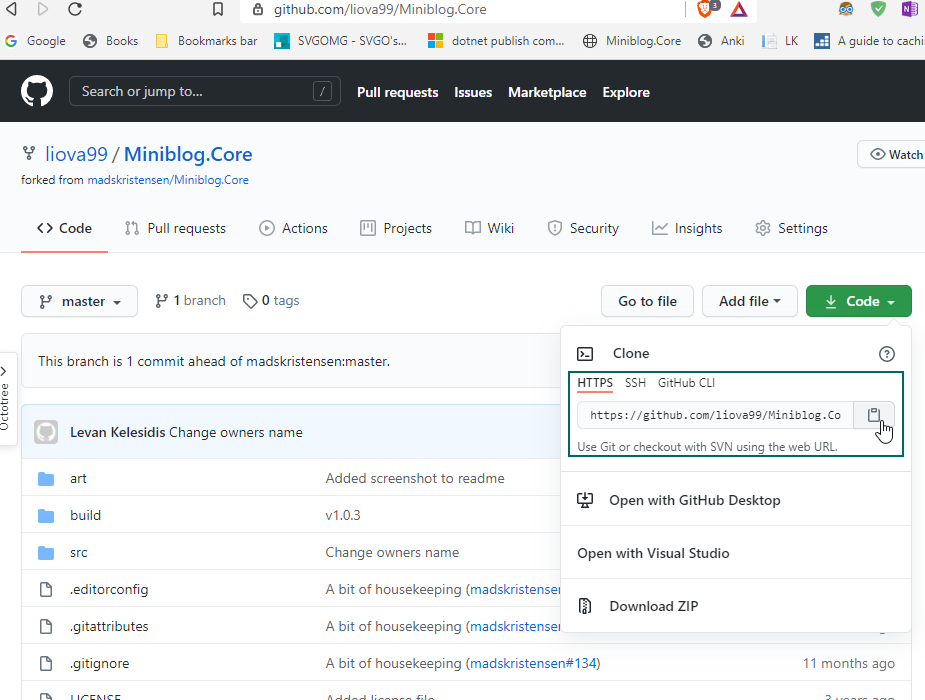 github.com/liova99/Miniblog.Core
3
Google Books Bookmarks bar SVGOMG - SVGO's... dotnet publish com... Miniblog.Core Anki LK A guide to cachi
Search or jump to... / Pull requests Issues Marketplace Explore
liova99 / Miniblog.Core
Watch
forked from madskristensen/Miniblog.Core
Code Pull requests Actions Projects Wiki Security Insights Settings
master 1 branch 0 tags Go to file Add file Code
This branch is 1 commit ahead of madskristensen:master.
Clone
HTTPS SSH GitHub CLI
https://github.com/liova99/Miniblog.Co
Use Git or checkout with SVN using the web URL.
Open with GitHub Desktop
Open with Visual Studio
Download ZIP
Octotree
Levan Kelesidis Change owners name
art Added screenshot to readme
build v1.0.3
src Change owners name
.editorconfig A bit of housekeeping (madskristensen
.gitattributes A bit of housekeeping (madskristensen
.gitignore A bit of housekeeping (madskristensen#134) 11 months ago
LICENSE Added license file 3 years ago